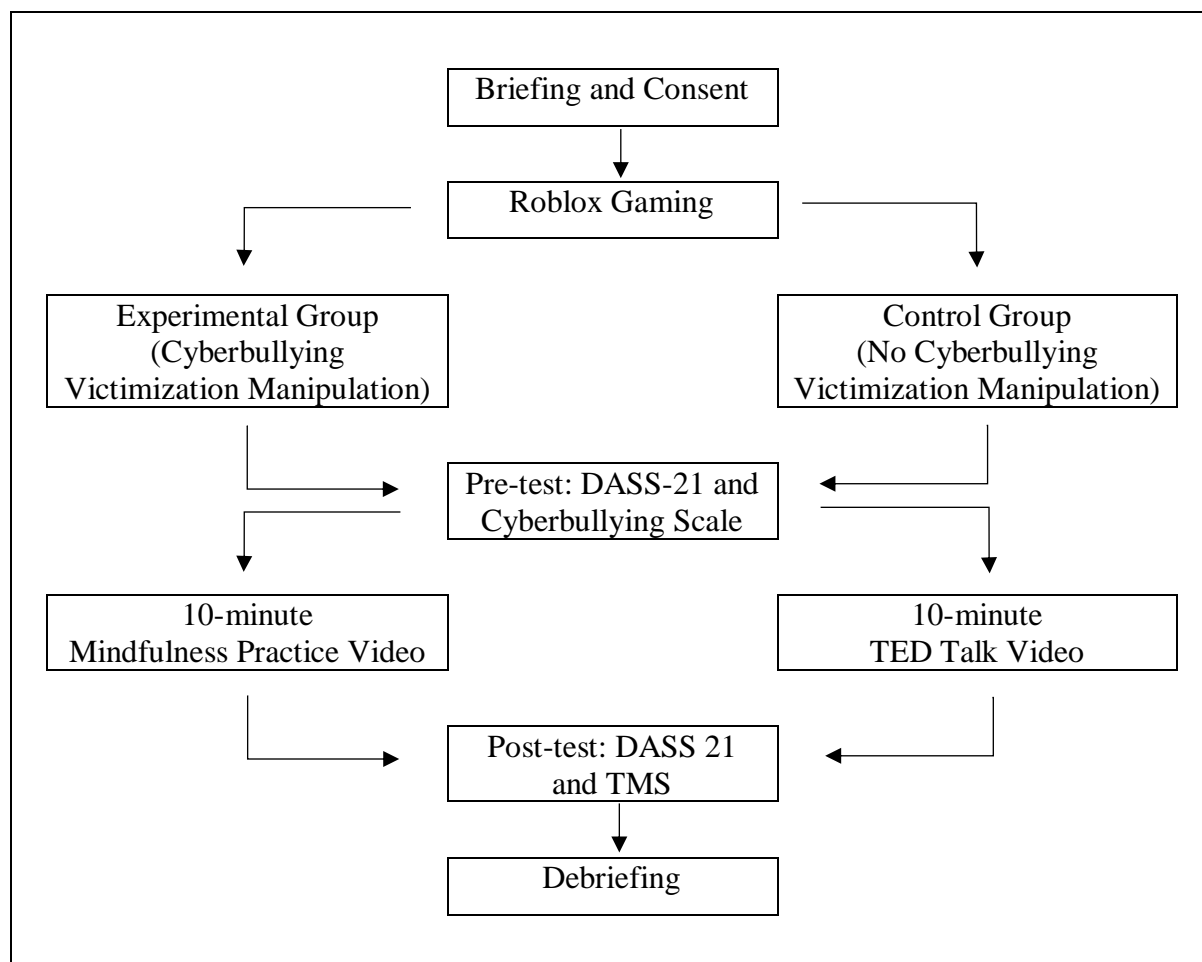 Briefing and Consent
Roblox Gaming
Experimental Group
(Cyberbullying
Victimization Manipulation)
Control Group
(No Cyberbullying
Victimization Manipulation)
Pre-test: DASS-21 and
Cyberbullying Scale
10-minute
Mindfulness Practice Video
10-minute
TED Talk Video
Post-test: DASS 21
and TMS
Debriefing